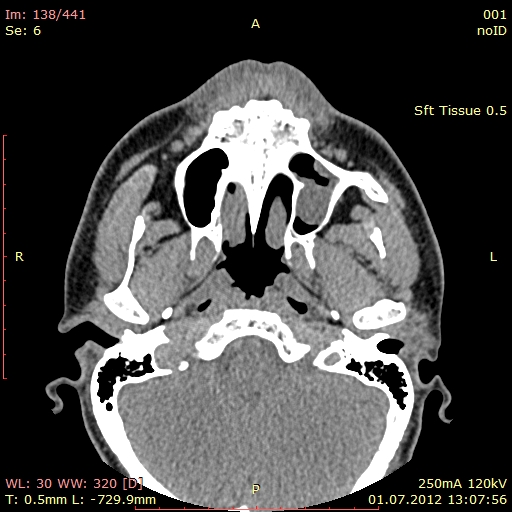 Im: 138/441
Se: 6
A
001
noID
Sft Tissue 0.5
R
L
P
WL: 30 WW: 320 [D]
T: 0.5mm L: -729.9mm
250mA 120kV
01.07.2012 13:07:56